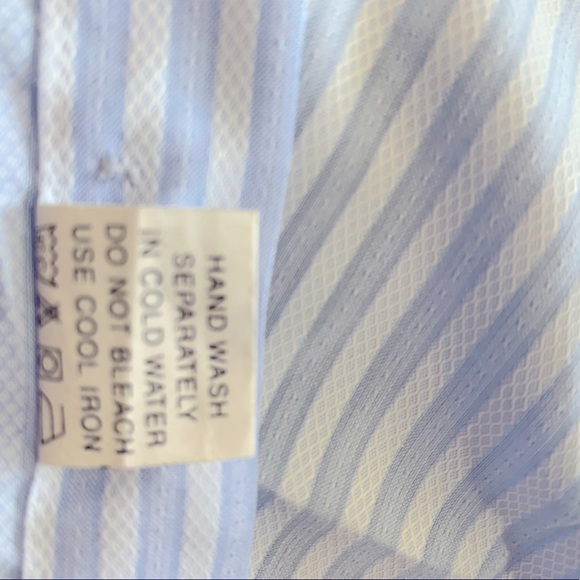 HAND WASH
SEPARATELY
IN COLD WATER
DO NOT BLEACH
USE COOL IRON